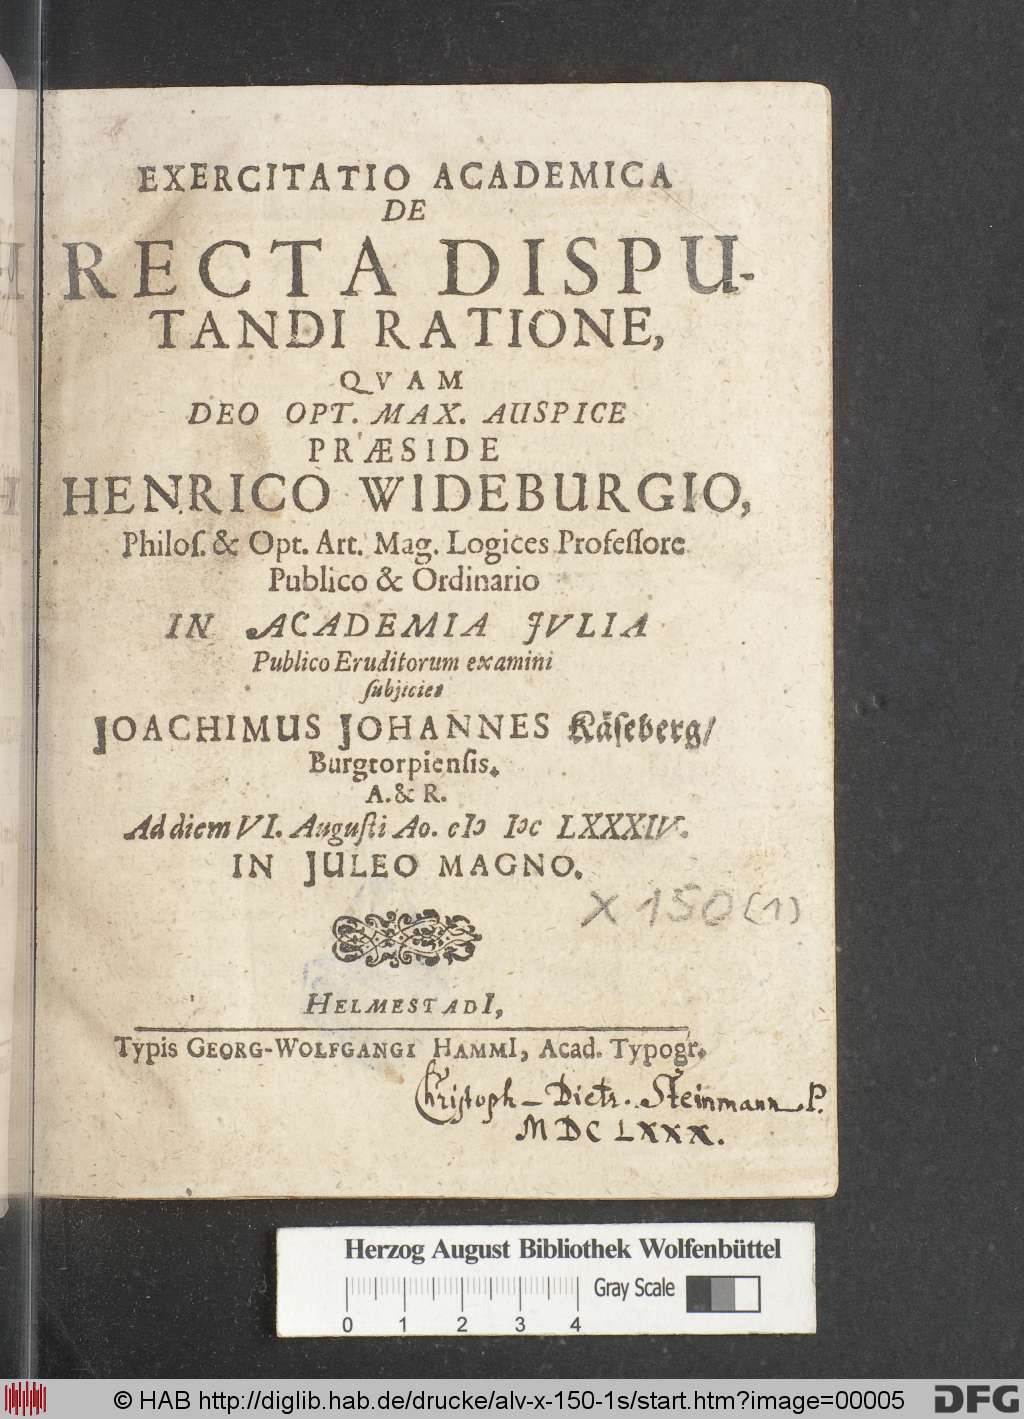 EXERCITATIO ACADEMICA
DE
RECTA DISPU-
TANDI RATIONE,
QVAM
DEO OPT. MAX. AUSPICE
PRÆSIDE
HENRICO WIDEBURGIO,
Philoſ. & Opt. Art. Mag. Logices Profeſſore
Publico & Ordinario
IN ACADEMIA JVLIA
Publico Eruditorum examini
ſubjiciet
JOACHIMUS JOHANNES Käſeberg/
Burgtorpienſis.
A. & R.
Ad diem VI. Auguſti Ao. cIↄ Iↄc LXXXIV.
IN JULEO MAGNO.
X 150 (1)
HELMESTADI,
Typis GEORG-WOLFGANGI HAMMI, Acad. Typogr.
Chriſtoph-Dietr. Steinmann P.
MDCLXXX.
Herzog August Bibliothek Wolfenbüttel
Gray Scale
0 1 2 3 4
© HAB http://diglib.hab.de/drucke/alv-x-150-1s/start.htm?image=00005
DFG